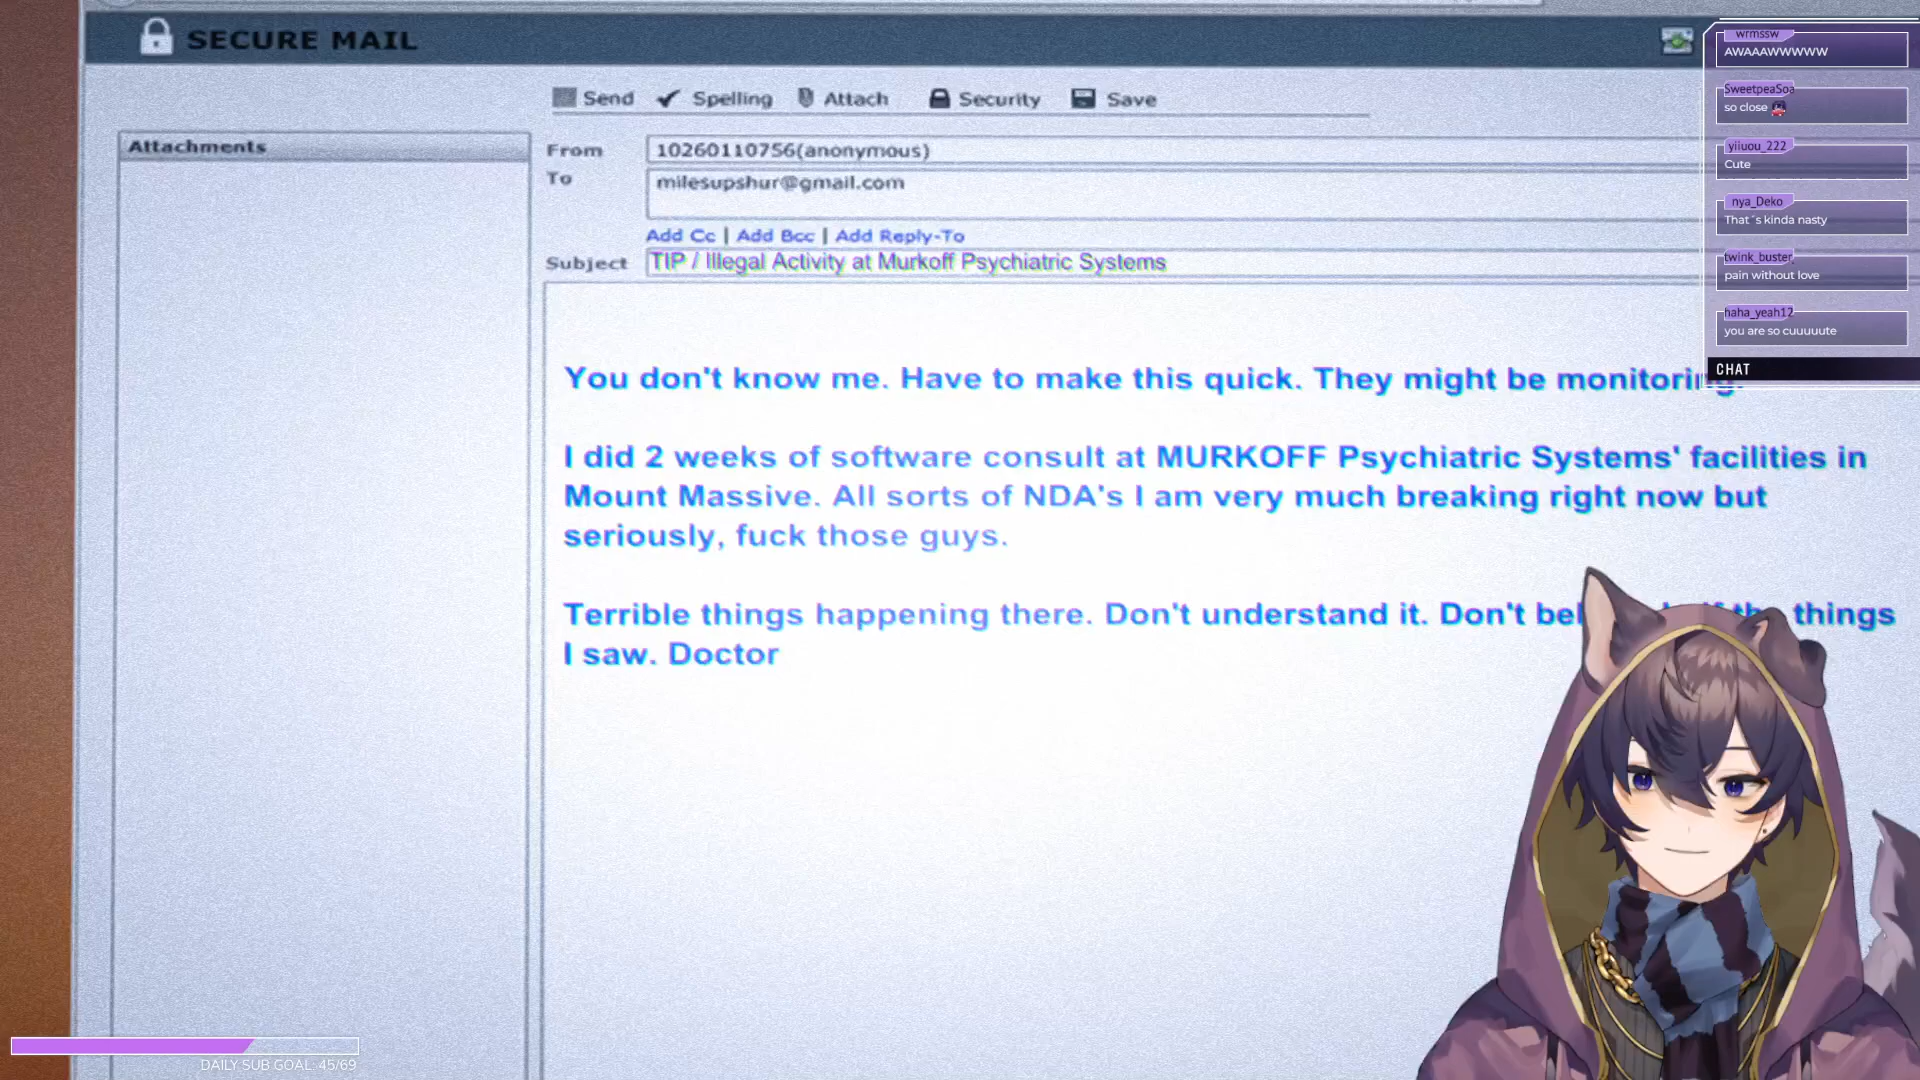 SECURE MAIL
Send Spelling Attach Security Save
Attachments
From 10260110756(anonymous)
To milesupshur@gmail.com
Add Cc | Add Bcc | Add Reply-To
Subject TIP / Illegal Activity at Murkoff Psychiatric Systems
You don't know me. Have to make this quick. They might be monitoring.
I did 2 weeks of software consult at MURKOFF Psychiatric Systems' facilities in
Mount Massive. All sorts of NDA's I am very much breaking right now but
seriously, fuck those guys.
Terrible things happening there. Don't understand it. Don't things
I saw. Doctor
wrmssw
AWAAAWWWWW
SweetpeaSoa
so close
yiiuou_222
Cute
nya_Deko
That´s kinda nasty
twink_buster
pain without love
haha_yeah12
you are so cuuuuute
CHAT
DAILY SUB GOAL: 45/69